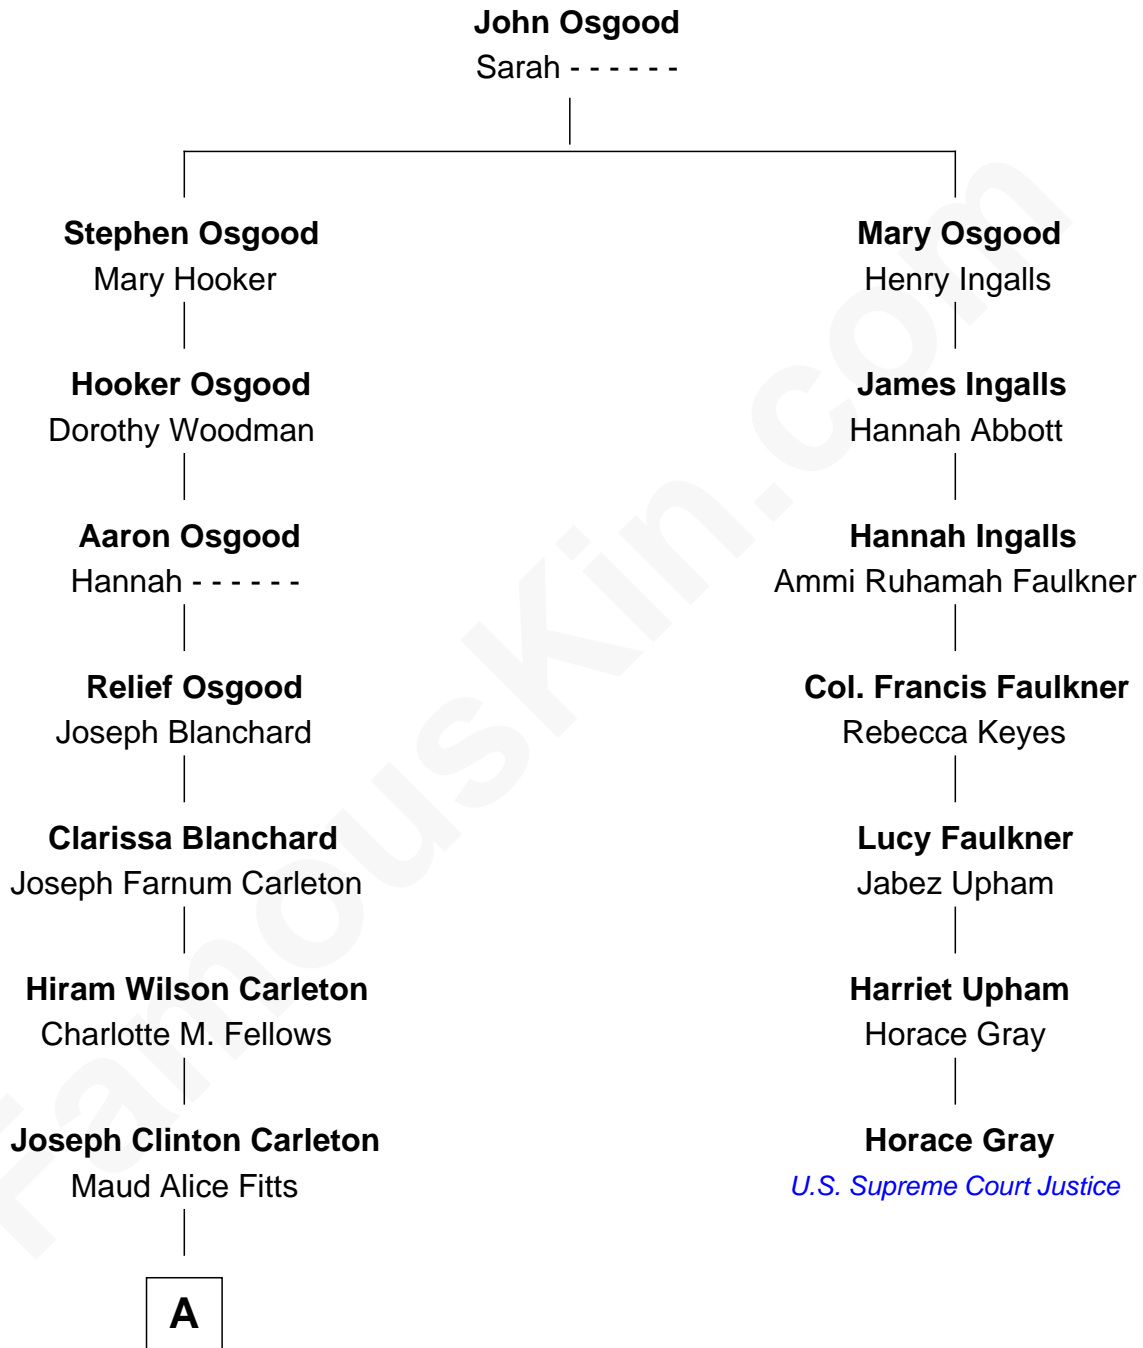 John Osgood
Sarah - - - - - -
Stephen Osgood
Mary Hooker
Hooker Osgood
Dorothy Woodman
Aaron Osgood
Hannah - - - - - -
Relief Osgood
Joseph Blanchard
Clarissa Blanchard
Joseph Farnum Carleton
Hiram Wilson Carleton
Charlotte M. Fellows
Joseph Clinton Carleton
Maud Alice Fitts
A
Mary Osgood
Henry Ingalls
James Ingalls
Hannah Abbott
Hannah Ingalls
Ammi Ruhamah Faulkner
Col. Francis Faulkner
Rebecca Keyes
Lucy Faulkner
Jabez Upham
Harriet Upham
Horace Gray
Horace Gray
U.S. Supreme Court Justice
FamousKin.com